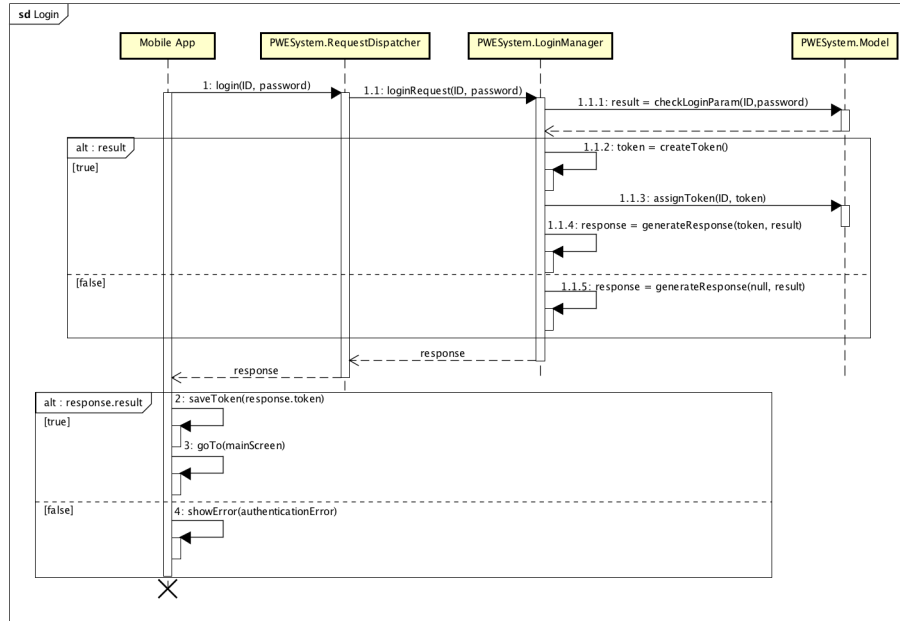 sd Login
Mobile App
PWESystem.RequestDispatcher
PWESystem.LoginManager
PWESystem.Model
1: login(ID, password)
1.1: loginRequest(ID, password)
1.1.1: result = checkLoginParam(ID,password)
alt : result
[true]
1.1.2: token = createToken()
1.1.3: assignToken(ID, token)
1.1.4: response = generateResponse(token, result)
[false]
1.1.5: response = generateResponse(null, result)
response
response
alt : response.result
[true]
2: saveToken(response.token)
3: goTo(mainScreen)
[false]
4: showError(authenticationError)